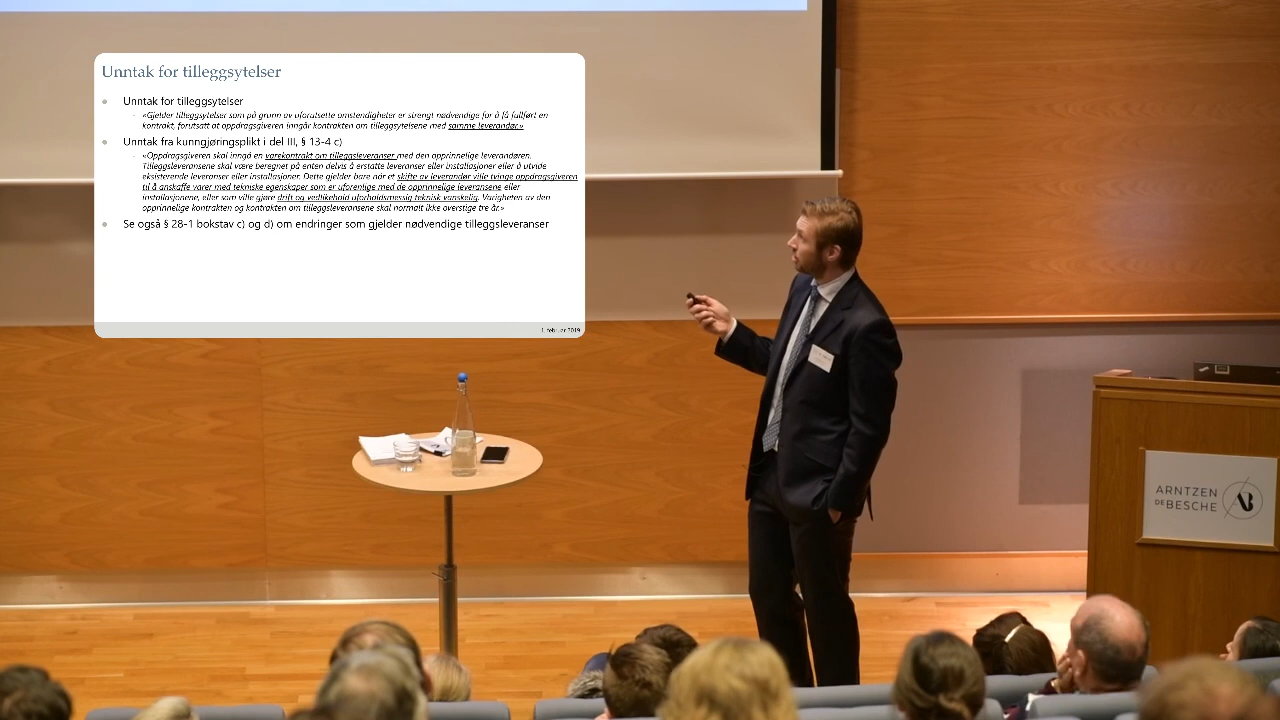 Unntak for tilleggsytelser
Unntak for tilleggsytelser
«Gjelder tilleggsytelser som på grunn av uforutsette omstendigheter er strengt nødvendige for å få fullført en
kontrakt, forutsatt at oppdragsgiveren inngår kontrakten om tilleggsytelsene med samme leverandør.»
Unntak fra kunngjøringsplikt i del III, § 13-4 c)
«Oppdragsgiveren skal inngå en varekontrakt om tilleggsleveranser med den opprinnelige leverandøren.
Tilleggsleveransene skal være beregnet på enten delvis å erstatte leveranser eller installasjoner eller å utvide
eksisterende leveranser eller installasjoner. Dette gjelder bare når et skifte av leverandør ville tvinge oppdragsgiveren
til å anskaffe varer med tekniske egenskaper som er uforenlige med de opprinnelige leveransene eller
installasjonene, eller som ville gjøre drift og vedlikehold uforholdsmessig teknisk vanskelig. Varigheten av den
opprinnelige kontrakten og kontrakten om tilleggsleveransene skal normalt ikke overstige tre år.»
Se også § 28-1 bokstav c) og d) om endringer som gjelder nødvendige tilleggsleveranser
1. februar 2019
ARNTZEN
DE BESCHE